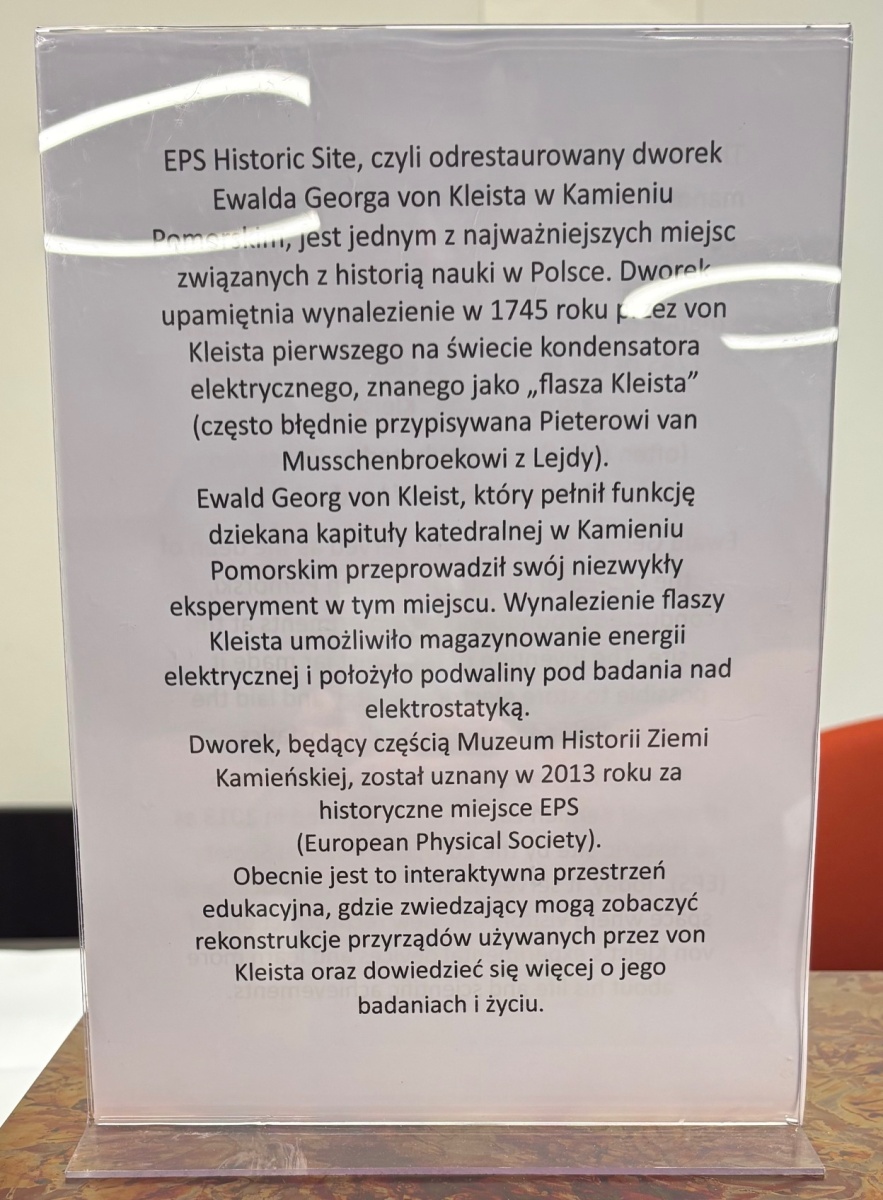 EPS Historic Site, czyli odrestaurowany dworek
Ewalda Georga von Kleista w Kamieniu
Pomorskim, jest jednym z najważniejszych miejsc
związanych z historią nauki w Polsce. Dworek
upamiętnia wynalezienie w 1745 roku przez von
Kleista pierwszego na świecie kondensatora
elektrycznego, znanego jako „flasza Kleista”
(często błędnie przypisywana Pieterowi van
Musschenbroekowi z Lejdy).
Ewald Georg von Kleist, który pełnił funkcję
dziekana kapituły katedralnej w Kamieniu
Pomorskim przeprowadził swój niezwykły
eksperyment w tym miejscu. Wynalezienie flaszy
Kleista umożliwiło magazynowanie energii
elektrycznej i położyło podwaliny pod badania nad
elektrostatyką.
Dworek, będący częścią Muzeum Historii Ziemi
Kamieńskiej, został uznany w 2013 roku za
historyczne miejsce EPS
(European Physical Society).
Obecnie jest to interaktywna przestrzeń
edukacyjna, gdzie zwiedzający mogą zobaczyć
rekonstrukcje przyrządów używanych przez von
Kleista oraz dowiedzieć się więcej o jego
badaniach i życiu.